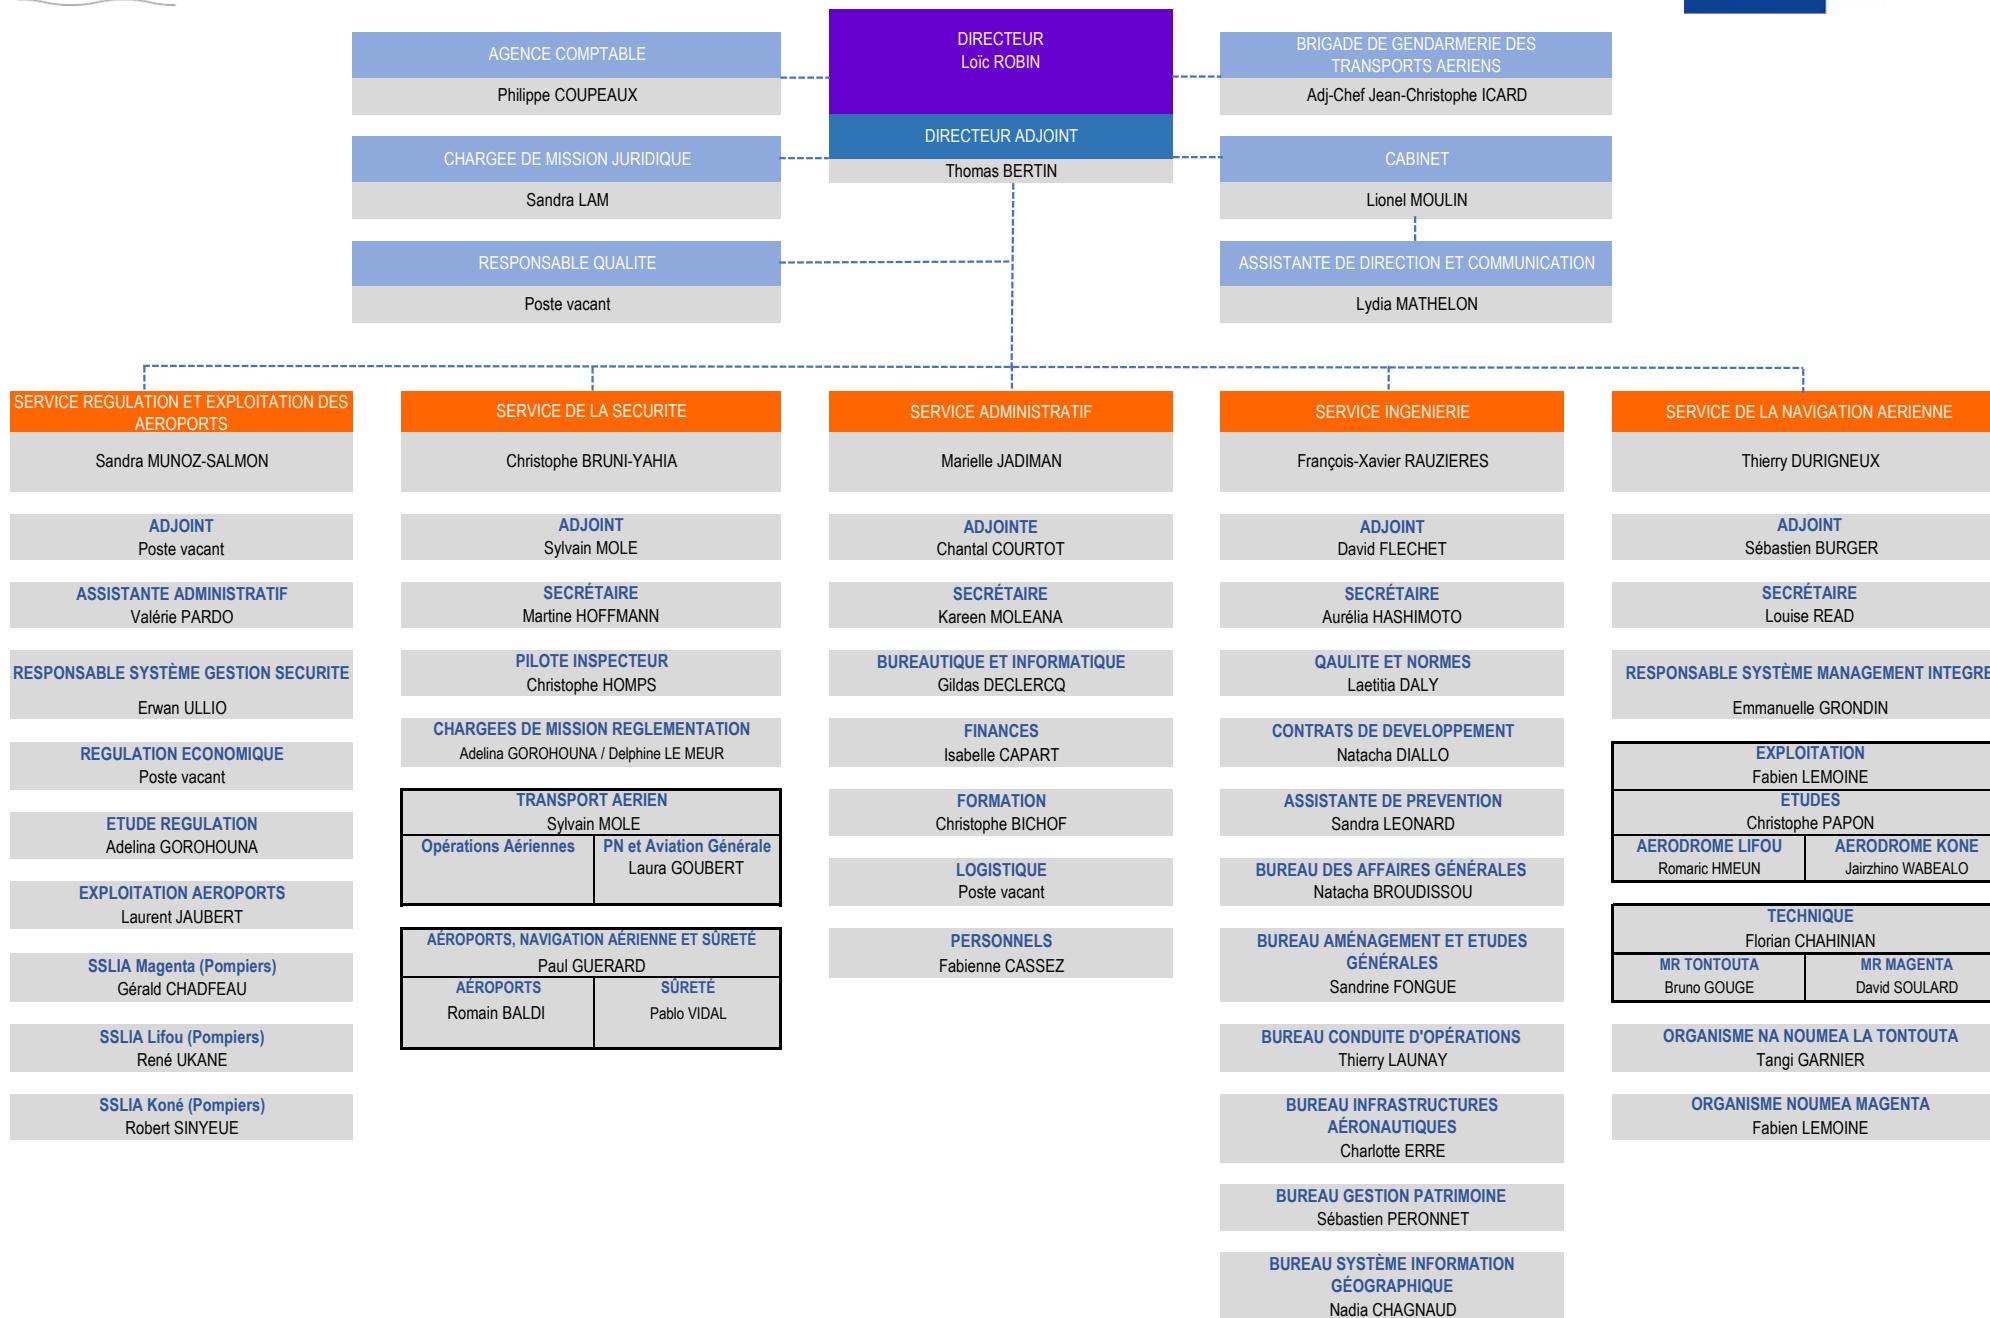 DIRECTEUR
Loïc ROBIN
AGENCE COMPTABLE
Philippe COUPEAUX
BRIGADE DE GENDARMERIE DES
TRANSPORTS AERIENS
Adj-Chef Jean-Christophe ICARD
DIRECTEUR ADJOINT
Thomas BERTIN
CHARGEE DE MISSION JURIDIQUE
Sandra LAM
CABINET
Lionel MOULIN
RESPONSABLE QUALITE
Poste vacant
ASSISTANTE DE DIRECTION ET COMMUNICATION
Lydia MATHELON
SERVICE REGULATION ET EXPLOITATION DES
AEROPORTS
Sandra MUNOZ-SALMON
ADJOINT
Poste vacant
ASSISTANTE ADMINISTRATIF
Valérie PARDO
RESPONSABLE SYSTÈME GESTION SECURITE
Erwan ULLIO
REGULATION ECONOMIQUE
Poste vacant
ETUDE REGULATION
Adelina GOROHOUNA
EXPLOITATION AEROPORTS
Laurent JAUBERT
SSLIA Magenta (Pompiers)
Gérald CHADFEAU
SSLIA Lifou (Pompiers)
René UKANE
SSLIA Koné (Pompiers)
Robert SINYEUE
SERVICE DE LA SECURITE
Christophe BRUNI-YAHIA
ADJOINT
Sylvain MOLE
SECRÉTAIRE
Martine HOFFMANN
PILOTE INSPECTEUR
Christophe HOMPS
CHARGEES DE MISSION REGLEMENTATION
Adelina GOROHOUNA / Delphine LE MEUR
TRANSPORT AERIEN
Sylvain MOLE
Opérations Aériennes
PN et Aviation Générale
Laura GOUBERT
AÉROPORTS, NAVIGATION AÉRIENNE ET SÛRETÉ
Paul GUERARD
AÉROPORTS
Romain BALDI
SÛRETÉ
Pablo VIDAL
SERVICE ADMINISTRATIF
Marielle JADIMAN
ADJOINTE
Chantal COURTOT
SECRÉTAIRE
Kareen MOLEANA
BUREAUTIQUE ET INFORMATIQUE
Gildas DECLERCQ
FINANCES
Isabelle CAPART
FORMATION
Christophe BICHOF
LOGISTIQUE
Poste vacant
PERSONNELS
Fabienne CASSEZ
SERVICE INGENIERIE
François-Xavier RAUZIERES
ADJOINT
David FLECHET
SECRÉTAIRE
Aurélia HASHIMOTO
QAULITE ET NORMES
Laetitia DALY
CONTRATS DE DEVELOPPEMENT
Natacha DIALLO
ASSISTANTE DE PREVENTION
Sandra LEONARD
BUREAU DES AFFAIRES GÉNÉRALES
Natacha BROUDISSOU
BUREAU AMÉNAGEMENT ET ETUDES
GÉNÉRALES
Sandrine FONGUE
BUREAU CONDUITE D'OPÉRATIONS
Thierry LAUNAY
BUREAU INFRASTRUCTURES
AÉRONAUTIQUES
Charlotte ERRE
BUREAU GESTION PATRIMOINE
Sébastien PERONNET
BUREAU SYSTÈME INFORMATION
GÉOGRAPHIQUE
Nadia CHAGNAUD
SERVICE DE LA NAVIGATION AERIENNE
Thierry DURIGNEUX
ADJOINT
Sébastien BURGER
SECRÉTAIRE
Louise READ
RESPONSABLE SYSTÈME MANAGEMENT INTEGRE
Emmanuelle GRONDIN
EXPLOITATION
Fabien LEMOINE
ETUDES
Christophe PAPON
AERODROME LIFOU
Romaric HMEUN
AERODROME KONE
Jairzhino WABEALO
TECHNIQUE
Florian CHAHINIAN
MR TONTOUTA
Bruno GOUGE
MR MAGENTA
David SOULARD
ORGANISME NA NOUMEA LA TONTOUTA
Tangi GARNIER
ORGANISME NOUMEA MAGENTA
Fabien LEMOINE